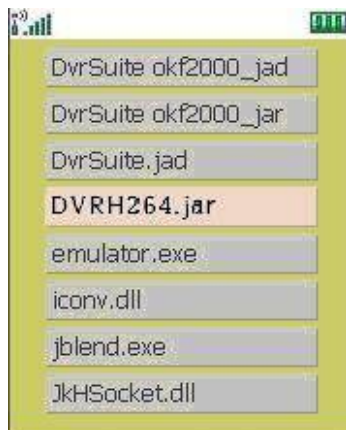 DvrSuite okf2000_jad
DvrSuite okf2000_jar
DvrSuite.jad
DVRH264.jar
emulator.exe
iconv.dll
jblend.exe
JkHSocket.dll